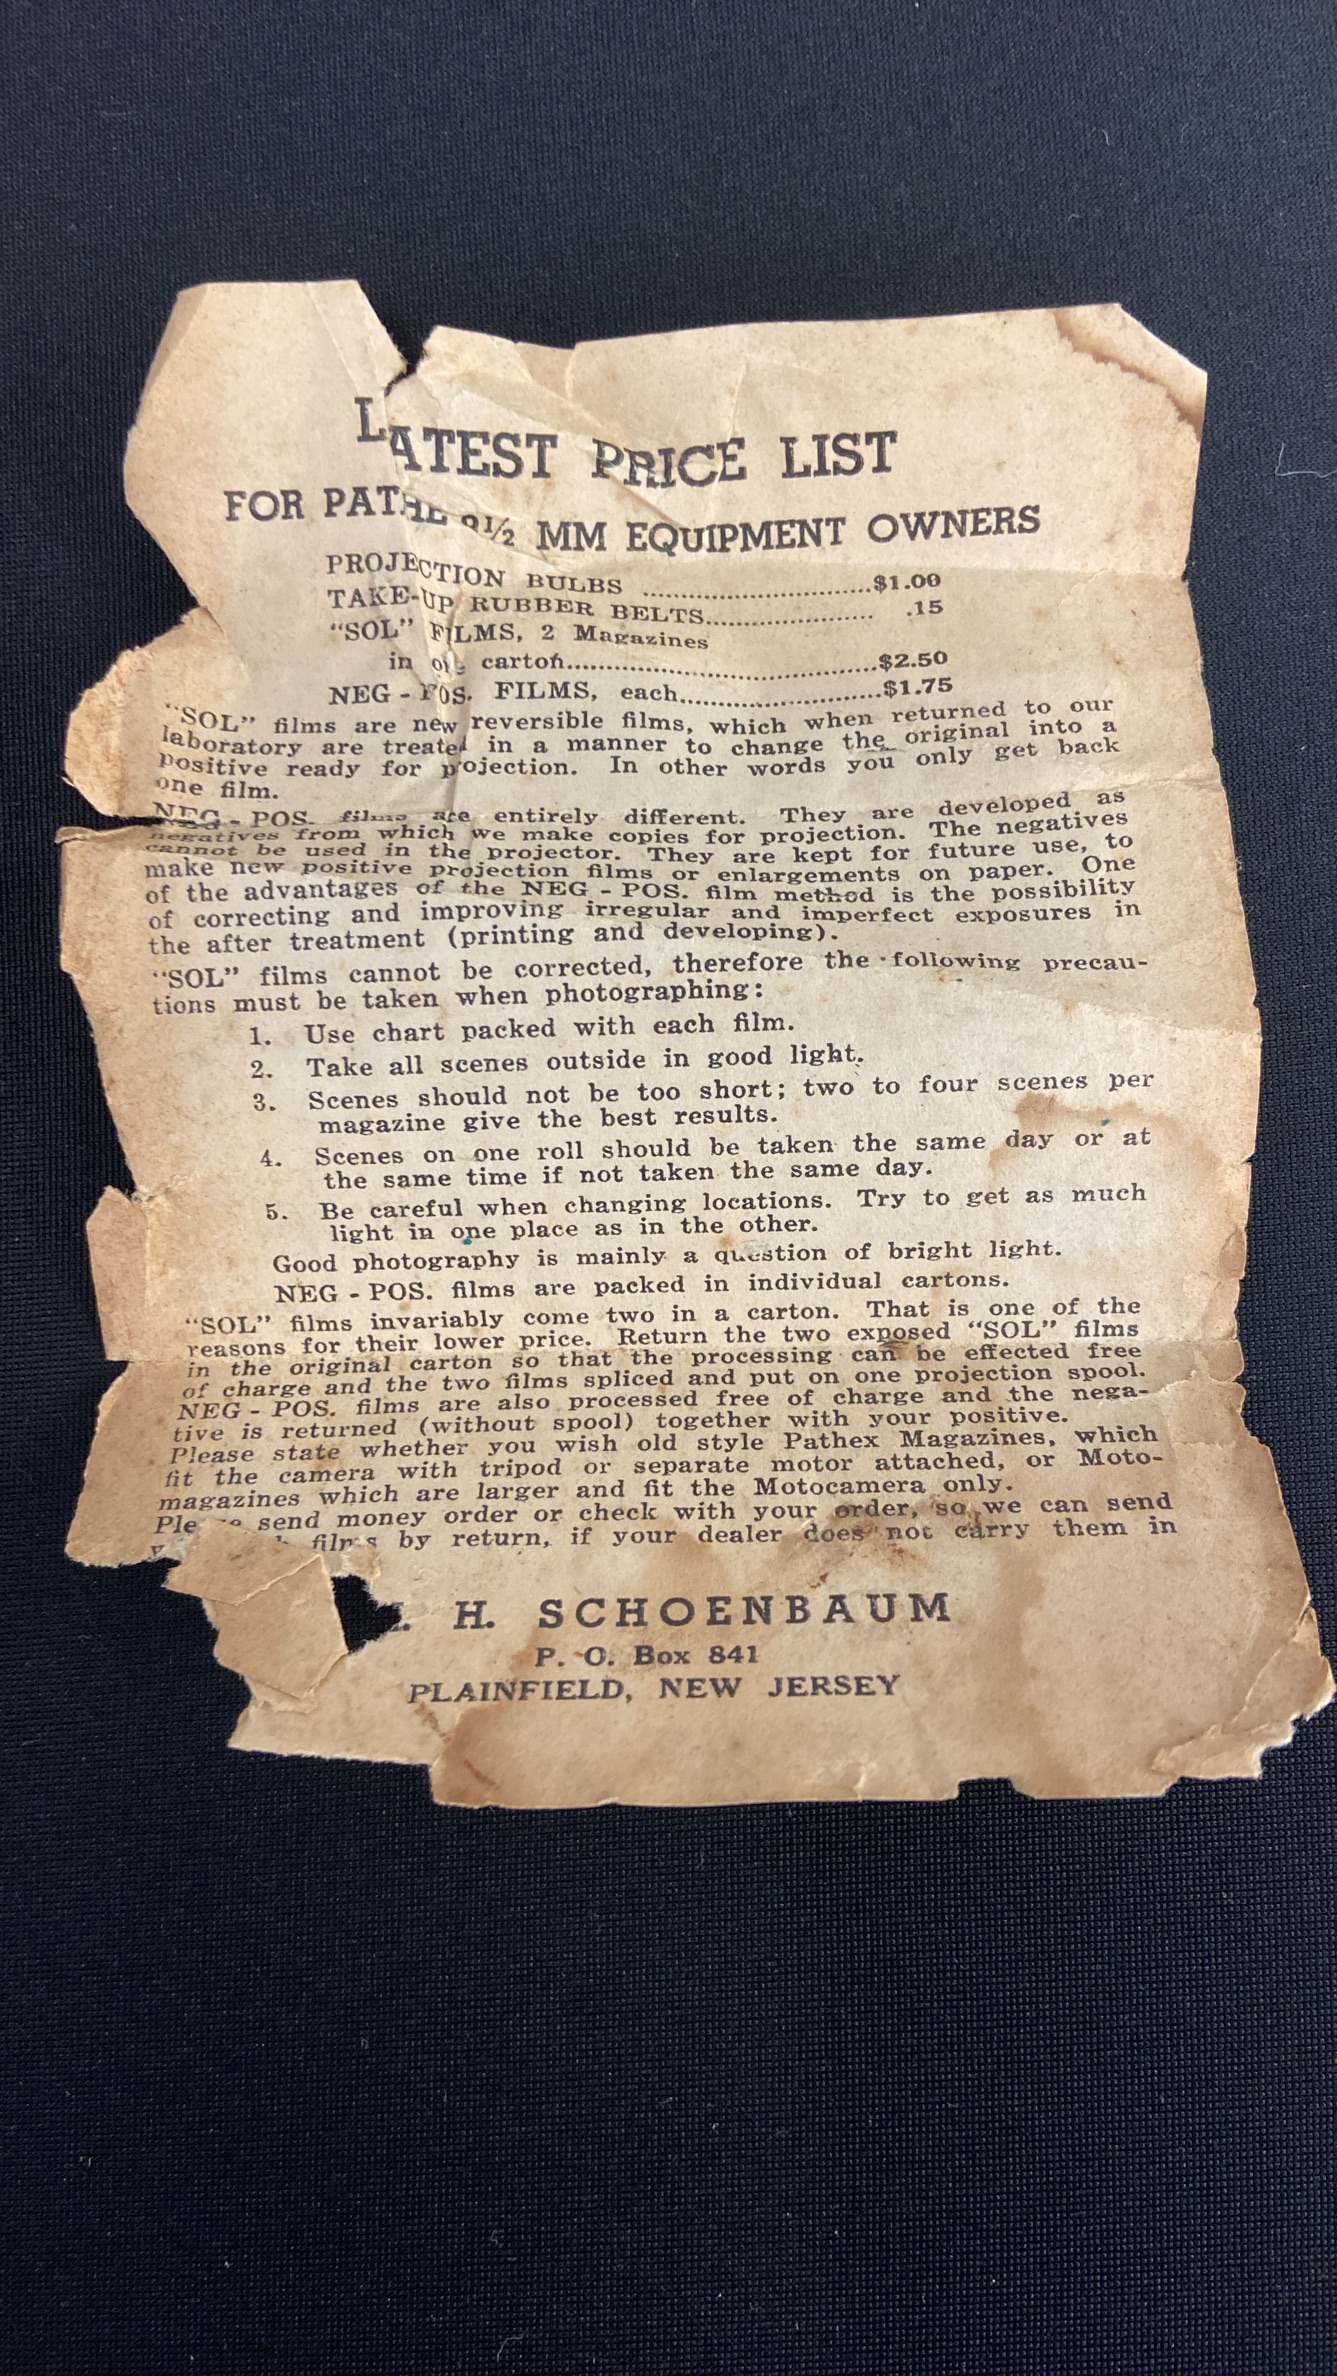 LATEST PRICE LIST
FOR PATHE 9½ MM EQUIPMENT OWNERS
PROJECTION BULBS ..............................$1.00
TAKE-UP RUBBER BELTS...................... .15
"SOL" FILMS, 2 Magazines
in one carton........................................$2.50
NEG - POS. FILMS, each..........................$1.75
"SOL" films are new reversible films, which when returned to our
laboratory are treated in a manner to change the original into a
positive ready for projection. In other words you only get back
one film.
NEG - POS. films are entirely different. They are developed as
negatives from which we make copies for projection. The negatives
cannot be used in the projector. They are kept for future use, to
make new positive projection films or enlargements on paper. One
of the advantages of the NEG - POS. film method is the possibility
of correcting and improving irregular and imperfect exposures in
the after treatment (printing and developing).
"SOL" films cannot be corrected, therefore the following precau-
tions must be taken when photographing:
1. Use chart packed with each film.
2. Take all scenes outside in good light.
3. Scenes should not be too short; two to four scenes per
magazine give the best results.
4. Scenes on one roll should be taken the same day or at
the same time if not taken the same day.
5. Be careful when changing locations. Try to get as much
light in one place as in the other.
Good photography is mainly a question of bright light.
NEG - POS. films are packed in individual cartons.
"SOL" films invariably come two in a carton. That is one of the
reasons for their lower price. Return the two exposed "SOL" films
in the original carton so that the processing can be effected free
of charge and the two films spliced and put on one projection spool.
NEG - POS. films are also processed free of charge and the nega-
tive is returned (without spool) together with your positive.
Please state whether you wish old style Pathex Magazines, which
fit the camera with tripod or separate motor attached, or Moto-
magazines which are larger and fit the Motocamera only.
Please send money order or check with your order, so we can send
films by return, if your dealer does not carry them in
H. SCHOENBAUM
P. O. Box 841
PLAINFIELD, NEW JERSEY